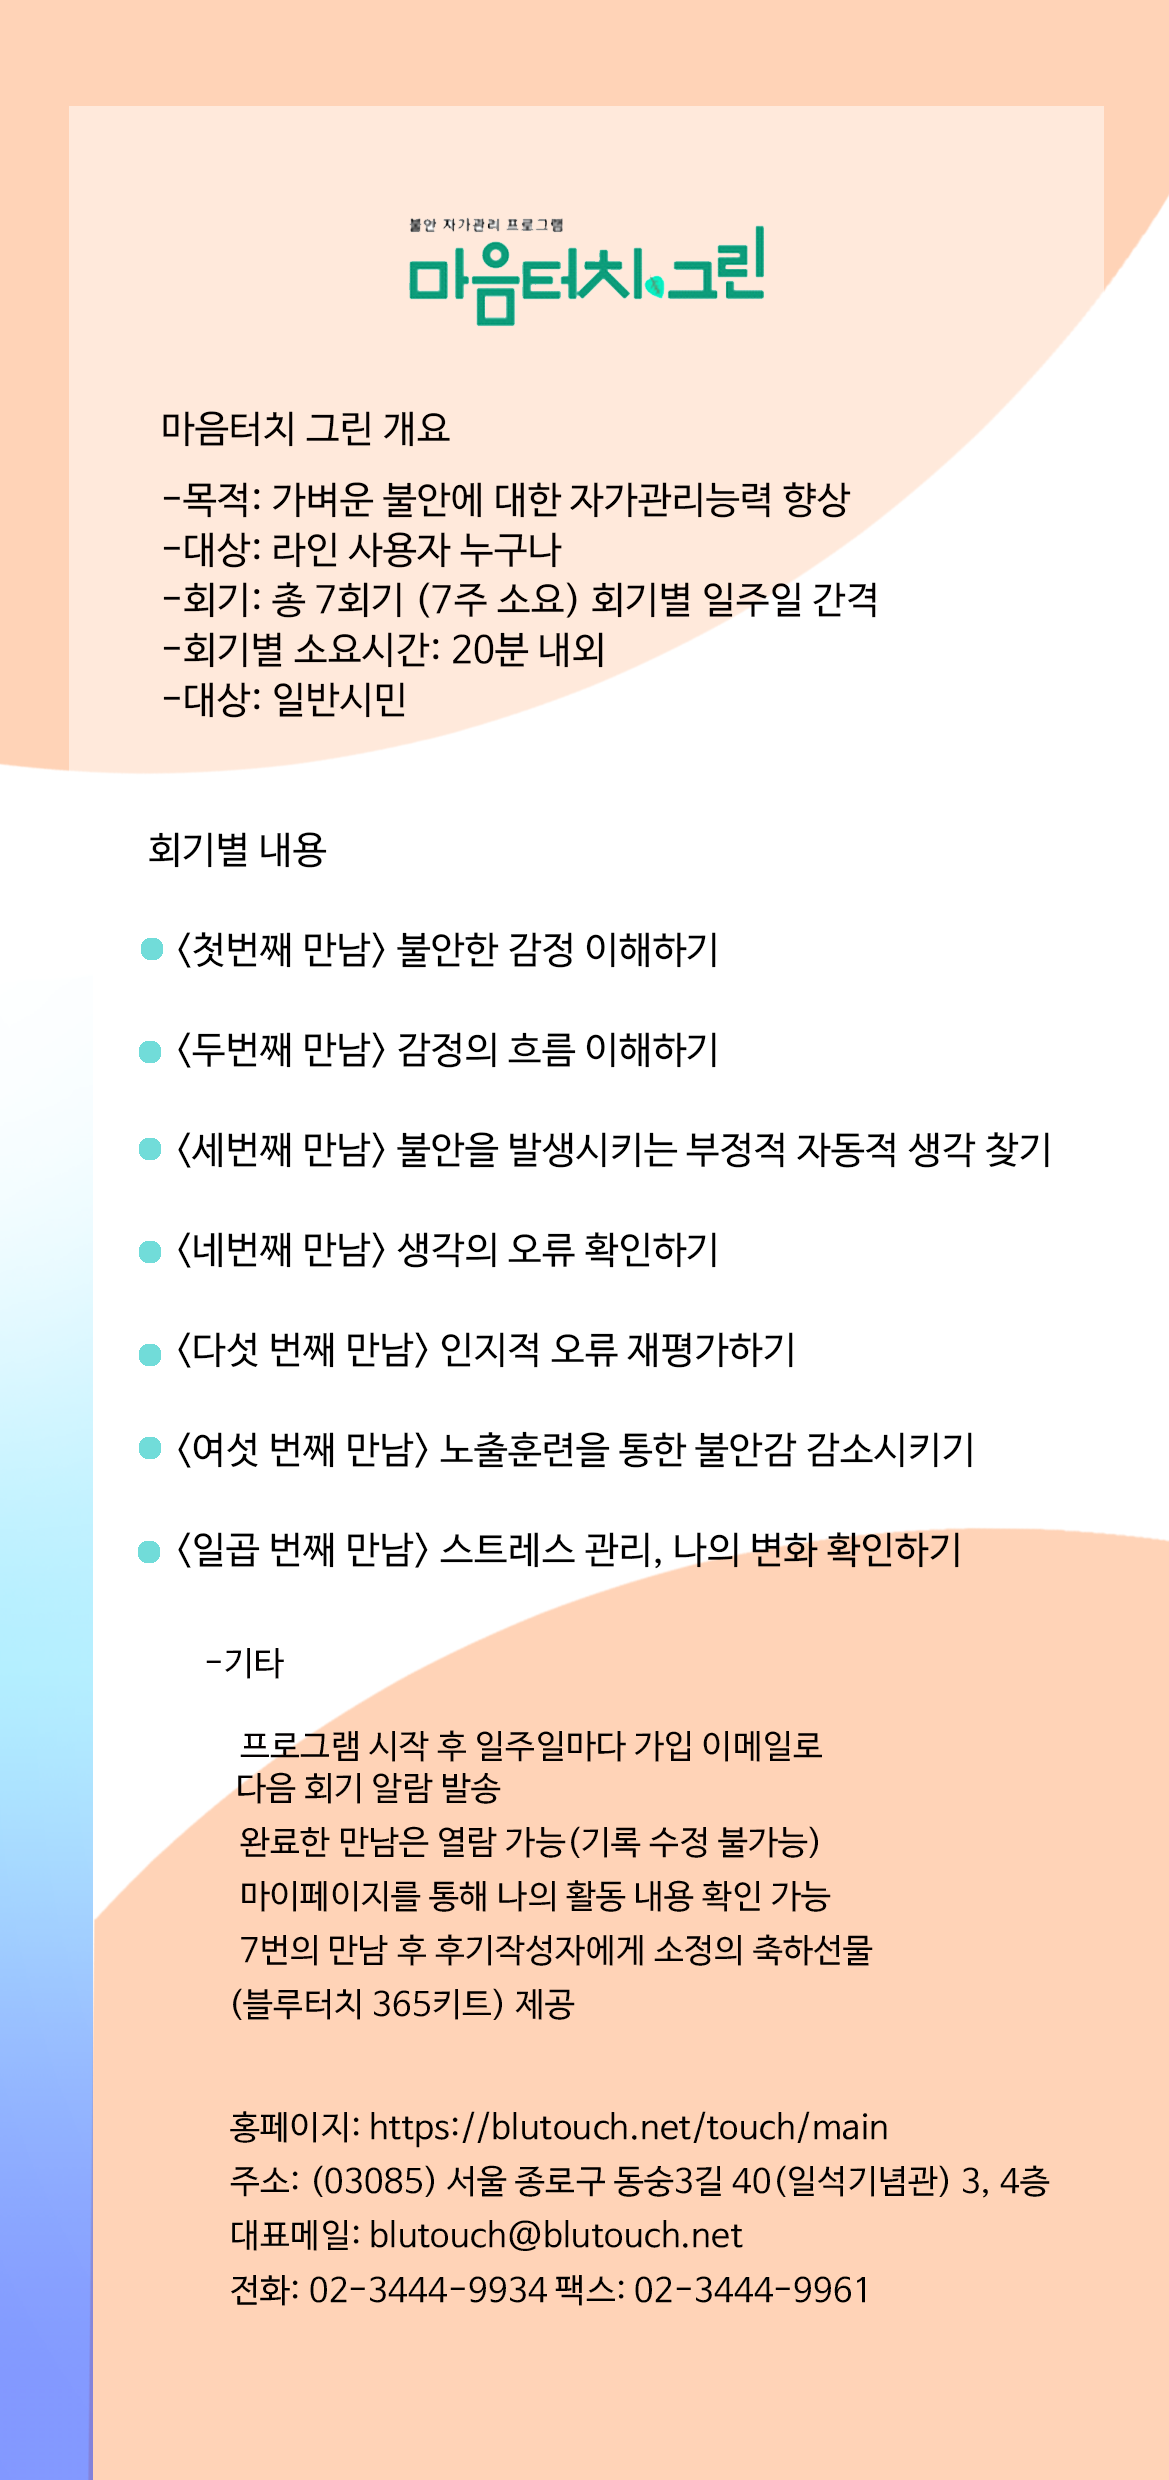 불안 자가관리 프로그램
마음터치 그린
마음터치 그린 개요
-목적: 가벼운 불안에 대한 자가관리능력 향상
-대상: 라인 사용자 누구나
-회기: 총 7회기 (7주 소요) 회기별 일주일 간격
-회기별 소요시간: 20분 내외
-대상: 일반시민
회기별 내용
<첫번째 만남> 불안한 감정 이해하기
<두번째 만남> 감정의 흐름 이해하기
<세번째 만남> 불안을 발생시키는 부정적 자동적 생각 찾기
<네번째 만남> 생각의 오류 확인하기
<다섯 번째 만남> 인지적 오류 재평가하기
<여섯 번째 만남> 노출훈련을 통한 불안감 감소시키기
<일곱 번째 만남> 스트레스 관리, 나의 변화 확인하기
-기타
프로그램 시작 후 일주일마다 가입 이메일로
다음 회기 알람 발송
완료한 만남은 열람 가능(기록 수정 불가능)
마이페이지를 통해 나의 활동 내용 확인 가능
7번의 만남 후 후기작성자에게 소정의 축하선물
(블루터치 365키트) 제공
홈페이지: https://blutouch.net/touch/main
주소: (03085) 서울 종로구 동숭3길 40(일석기념관) 3, 4층
대표메일: blutouch@blutouch.net
전화: 02-3444-9934 팩스: 02-3444-9961